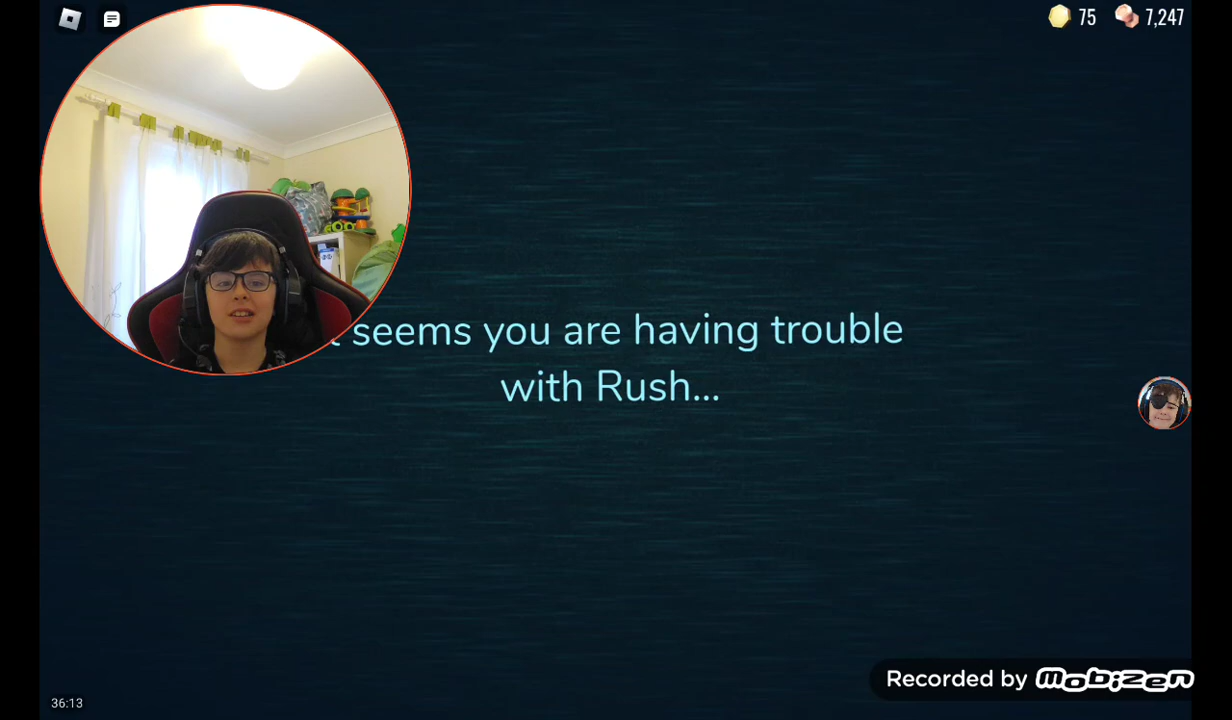 75
7,247
seems you are having trouble
with Rush...
Recorded by Mobizen
36:13